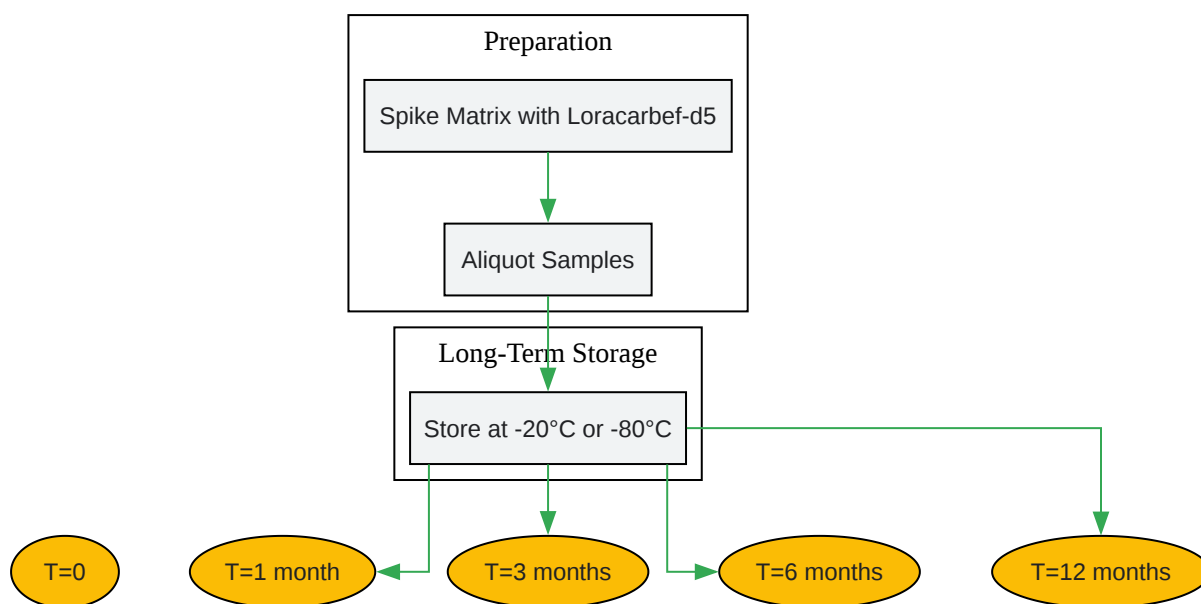 Preparation
Spike Matrix with Loracarbef-d5
Aliquot Samples
Long-Term Storage
Store at -20°C or -80°C
T=0
T=1 month
T=3 months
T=6 months
T=12 months